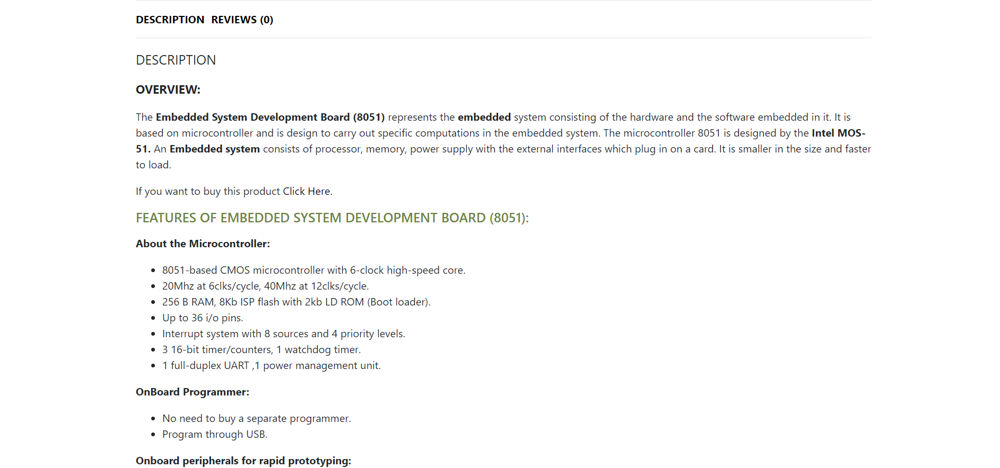 DESCRIPTION REVIEWS (0)
DESCRIPTION
OVERVIEW:
The Embedded System Development Board (8051) represents the embedded system consisting of the hardware and the software embedded in it. It is
based on microcontroller and is design to carry out specific computations in the embedded system. The microcontroller 8051 is designed by the Intel MOS-
51. An Embedded system consists of processor, memory, power supply with the external interfaces which plug in on a card. It is smaller in the size and faster
to load.
If you want to buy this product Click Here.
FEATURES OF EMBEDDED SYSTEM DEVELOPMENT BOARD (8051):
About the Microcontroller:
• 8051-based CMOS microcontroller with 6-clock high-speed core.
• 20Mhz at 6clks/cycle, 40Mhz at 12clks/cycle.
• 256 B RAM, 8Kb ISP flash with 2kb LD ROM (Boot loader).
• Up to 36 i/o pins.
• Interrupt system with 8 sources and 4 priority levels.
• 3 16-bit timer/counters, 1 watchdog timer.
• 1 full-duplex UART ,1 power management unit.
OnBoard Programmer:
• No need to buy a separate programmer.
• Program through USB.
Onboard peripherals for rapid prototyping: